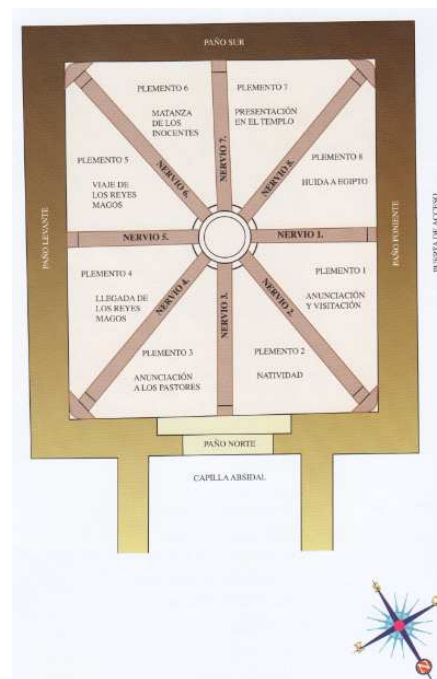 PAÑO SUR
PLEMENTO 6
MATANZA
DE LOS
INOCENTES
PLEMENTO 7
PRESENTACIÓN
EN EL TEMPLO
NERVIO 7.
NERVIO 6.
NERVIO 8.
PLEMENTO 5
VIAJE DE
LOS REYES
MAGOS
PLEMENTO 8
HUIDA A EGIPTO
PAÑO LEVANTE
NERVIO 5.
NERVIO 1.
PAÑO PONIENTE
PUERTA DE ACCESO
PLEMENTO 4
LLEGADA DE
LOS REYES
MAGOS
NERVIO 4.
NERVIO 3.
NERVIO 2.
PLEMENTO 1
ANUNCIACIÓN
Y VISITACIÓN
PLEMENTO 3
ANUNCIACIÓN
A LOS PASTORES
PLEMENTO 2
NATIVIDAD
PAÑO NORTE
CAPILLA ABSIDAL